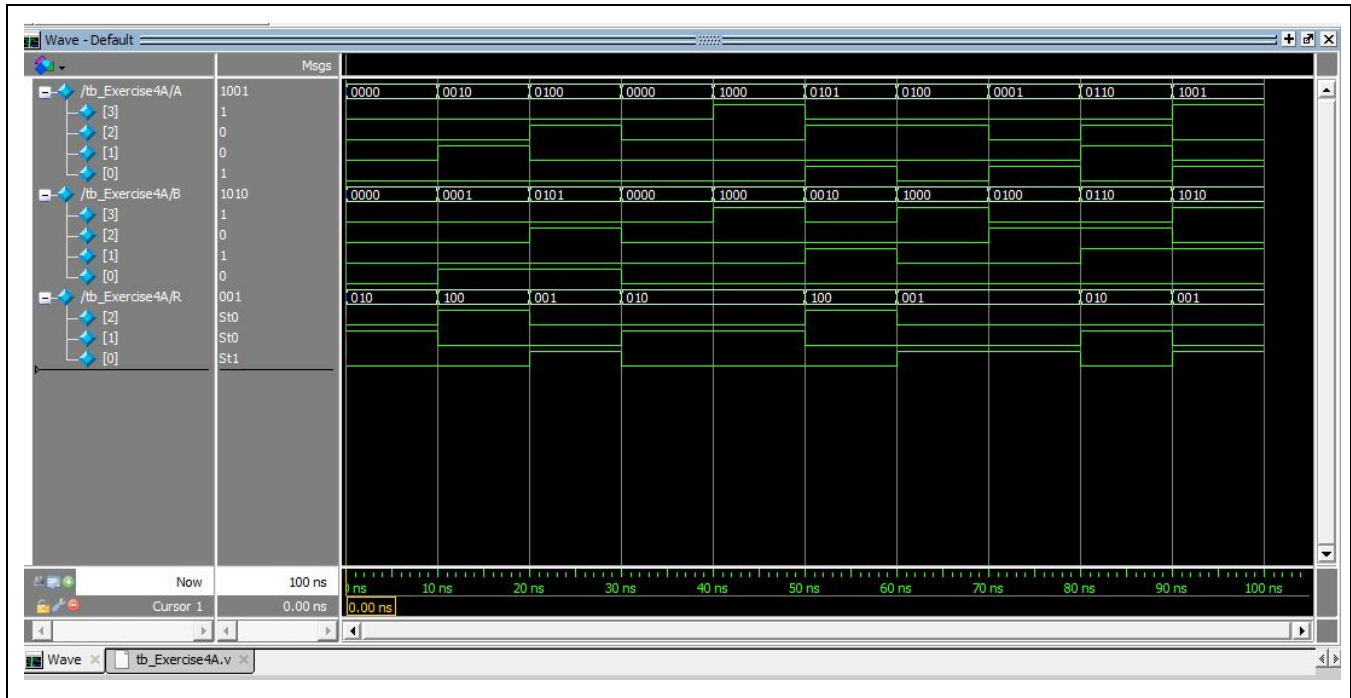 Wave - Default
Msgs
/tb_Exercise4A/A 1001 0000 0010 0100 0000 1000 0101 0100 0001 0110 1001
[3] 1
[2] 0
[1] 0
[0] 1
/tb_Exercise4A/B 1010 0000 0001 0101 0000 1000 0010 1000 0100 0110 1010
[3] 1
[2] 0
[1] 1
[0] 0
/tb_Exercise4A/R 001 010 100 001 010 100 001 010 001
[2] St0
[1] St0
[0] St1
Now 100 ns ns 10 ns 20 ns 30 ns 40 ns 50 ns 60 ns 70 ns 80 ns 90 ns 100 ns
Cursor 1 0.00 ns 0.00 ns
Wave tb_Exercise4A.v